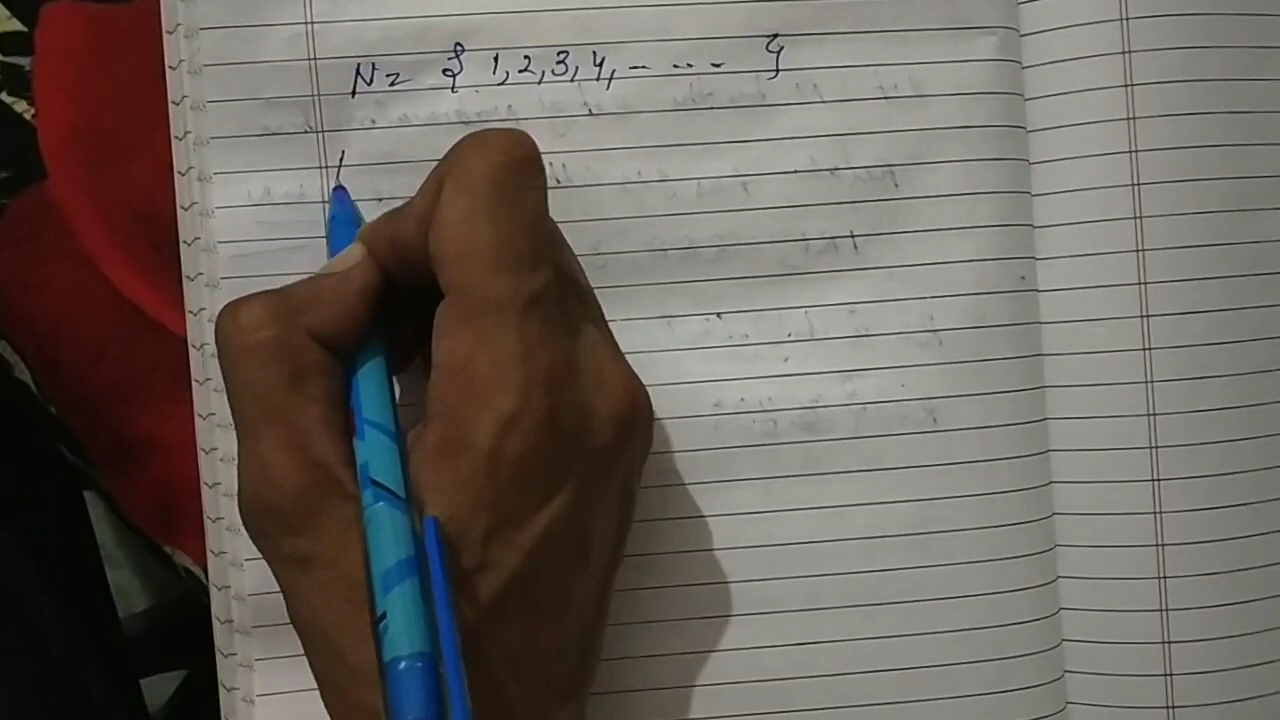 N = { 1, 2, 3, 4, - - - - }